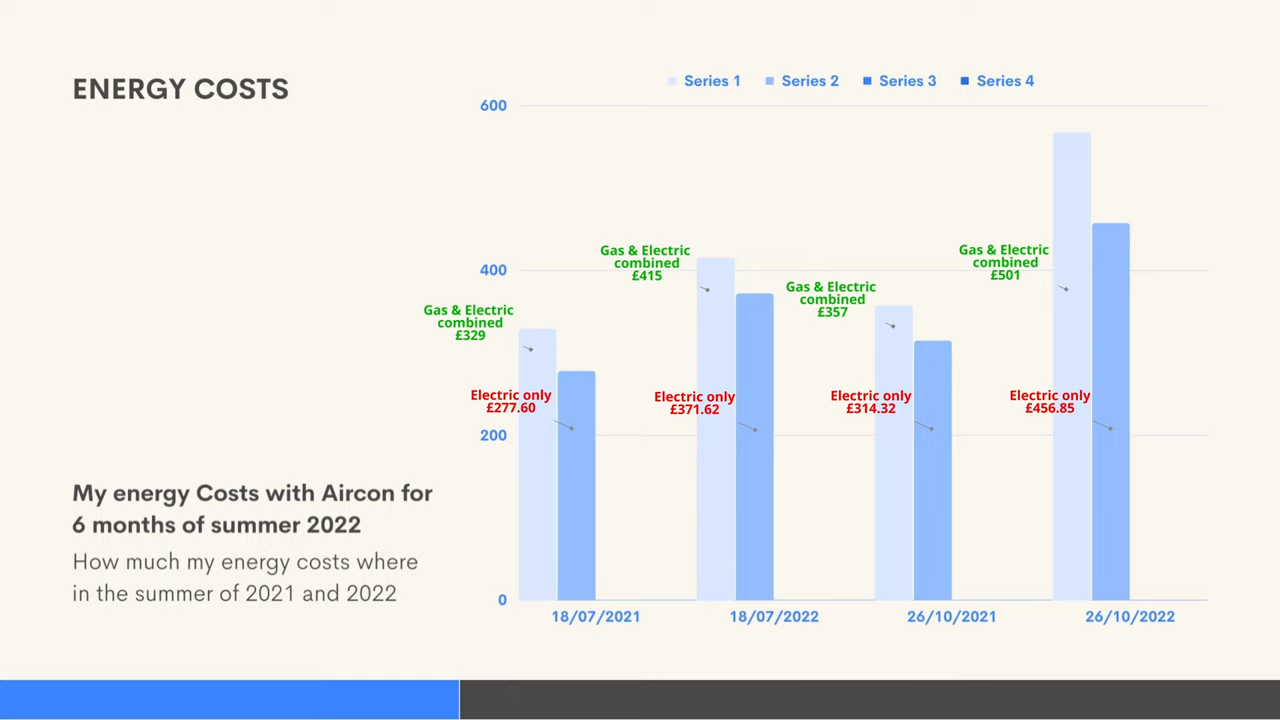 ENERGY COSTS
Series 1
Series 2
Series 3
Series 4
600
400
200
0
Gas & Electric
combined
£329
Electric only
£277.60
Gas & Electric
combined
£415
Electric only
£371.62
Gas & Electric
combined
£357
Electric only
£314.32
Gas & Electric
combined
£501
Electric only
£456.85
18/07/2021
18/07/2022
26/10/2021
26/10/2022
My energy Costs with Aircon for
6 months of summer 2022
How much my energy costs where
in the summer of 2021 and 2022